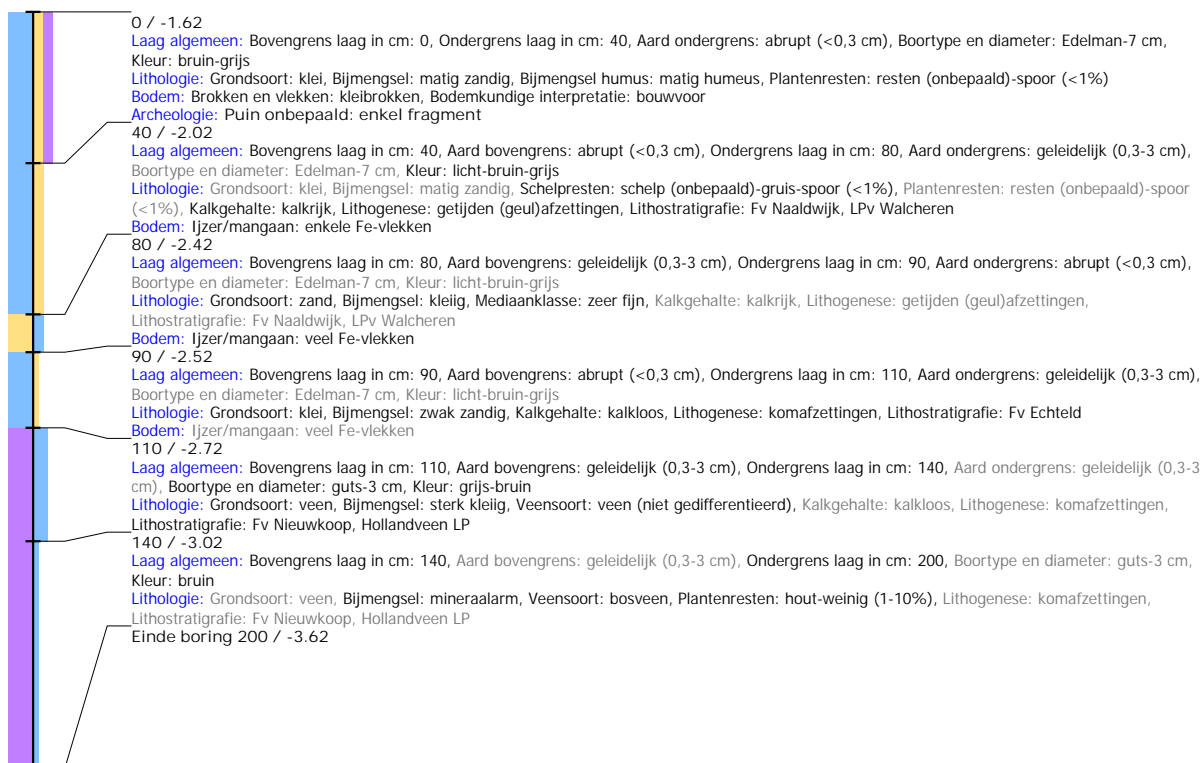 0 / -1.62
Laag algemeen: Bovengrens laag in cm: 0, Ondergrens laag in cm: 40, Aard ondergrens: abrupt (<0,3 cm), Boortype en diameter: Edelman-7 cm,
Kleur: bruin-grijs
Lithologie: Grondsoort: klei, Bijmengsel: matig zandig, Bijmengsel humus: matig humeus, Plantenresten: resten (onbepaald)-spoor (<1%)
Bodem: Brokken en vlekken: kleibrokken, Bodemkundige interpretatie: bouwvoor
Archeologie: Puin onbepaald: enkel fragment
40 / -2.02
Laag algemeen: Bovengrens laag in cm: 40, Aard bovengrens: abrupt (<0,3 cm), Ondergrens laag in cm: 80, Aard ondergrens: geleidelijk (0,3-3 cm),
Boortype en diameter: Edelman-7 cm, Kleur: licht-bruin-grijs
Lithologie: Grondsoort: klei, Bijmengsel: matig zandig, Schelpresten: schelp (onbepaald)-gruis-spoor (<1%), Plantenresten: resten (onbepaald)-spoor
(<1%), Kalkgehalte: kalkrijk, Lithogenese: getijden (geul)afzettingen, Lithostratigrafie: Fv Naaldwijk, LPv Walcheren
Bodem: Ijzer/mangaan: enkele Fe-vlekken
80 / -2.42
Laag algemeen: Bovengrens laag in cm: 80, Aard bovengrens: geleidelijk (0,3-3 cm), Ondergrens laag in cm: 90, Aard ondergrens: abrupt (<0,3 cm),
Boortype en diameter: Edelman-7 cm, Kleur: licht-bruin-grijs
Lithologie: Grondsoort: zand, Bijmengsel: kleiig, Mediaanklasse: zeer fijn, Kalkgehalte: kalkrijk, Lithogenese: getijden (geul)afzettingen,
Lithostratigrafie: Fv Naaldwijk, LPv Walcheren
Bodem: Ijzer/mangaan: veel Fe-vlekken
90 / -2.52
Laag algemeen: Bovengrens laag in cm: 90, Aard bovengrens: abrupt (<0,3 cm), Ondergrens laag in cm: 110, Aard ondergrens: geleidelijk (0,3-3 cm),
Boortype en diameter: Edelman-7 cm, Kleur: licht-bruin-grijs
Lithologie: Grondsoort: klei, Bijmengsel: zwak zandig, Kalkgehalte: kalkloos, Lithogenese: komafzettingen, Lithostratigrafie: Fv Echteld
Bodem: Ijzer/mangaan: veel Fe-vlekken
110 / -2.72
Laag algemeen: Bovengrens laag in cm: 110, Aard bovengrens: geleidelijk (0,3-3 cm), Ondergrens laag in cm: 140, Aard ondergrens: geleidelijk (0,3-3
cm), Boortype en diameter: guts-3 cm, Kleur: grijs-bruin
Lithologie: Grondsoort: veen, Bijmengsel: sterk kleiig, Veensoort: veen (niet gedifferentieerd), Kalkgehalte: kalkloos, Lithogenese: komafzettingen,
Lithostratigrafie: Fv Nieuwkoop, Hollandveen LP
140 / -3.02
Laag algemeen: Bovengrens laag in cm: 140, Aard bovengrens: geleidelijk (0,3-3 cm), Ondergrens laag in cm: 200, Boortype en diameter: guts-3 cm,
Kleur: bruin
Lithologie: Grondsoort: veen, Bijmengsel: mineraalarm, Veensoort: bosveen, Plantenresten: hout-weinig (1-10%), Lithogenese: komafzettingen,
Lithostratigrafie: Fv Nieuwkoop, Hollandveen LP
Einde boring 200 / -3.62